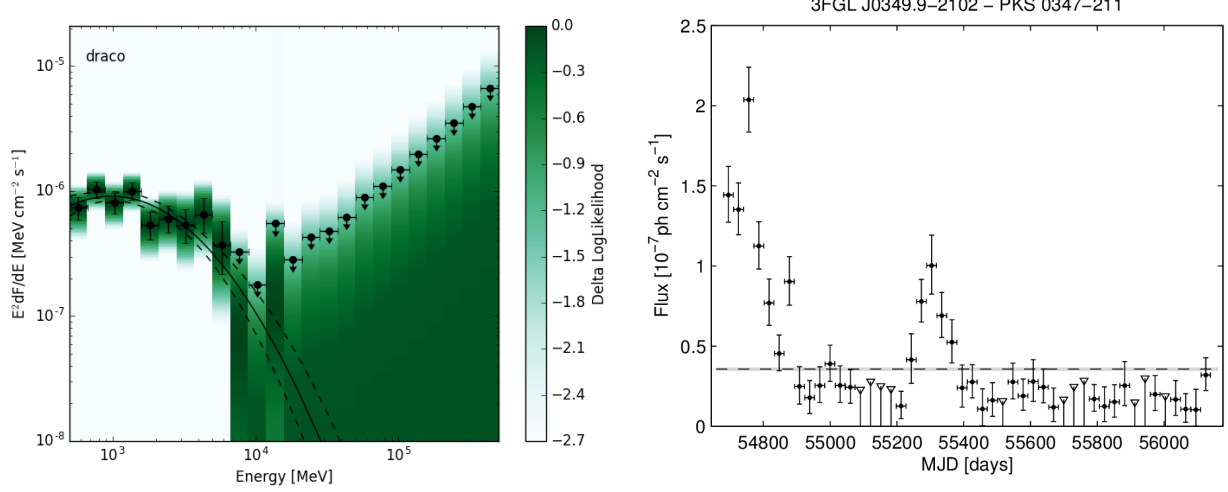 draco
10⁻⁵
10⁻⁶
10⁻⁷
10⁻⁸
E²dF/dE [MeV cm⁻² s⁻¹]
10³ 10⁴ 10⁵
Energy [MeV]
0.0
−0.3
−0.6
−0.9
−1.2
−1.5
−1.8
−2.1
−2.4
−2.7
Delta LogLikelihood
3FGL J0349.9−2102 − PKS 0347−211
2.5
2
1.5
1
0.5
0
Flux [10⁻⁷ph cm⁻² s⁻¹]
54800 55000 55200 55400 55600 55800 56000
MJD [days]